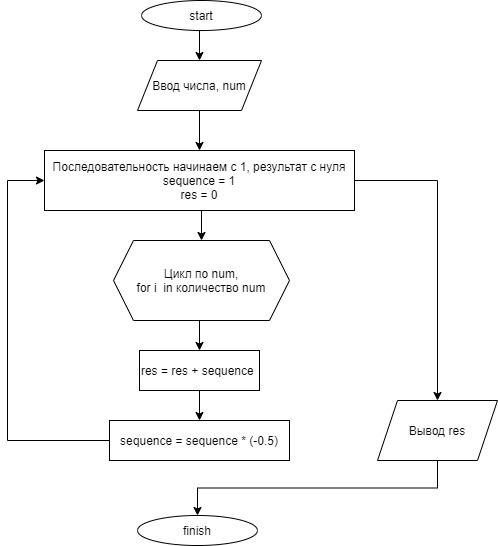 start
Ввод числа, num
Последовательность начинаем с 1, результат с нуля
sequence = 1
res = 0
Цикл по num,
for i in количество num
res = res + sequence
sequence = sequence * (-0.5)
Вывод res
finish